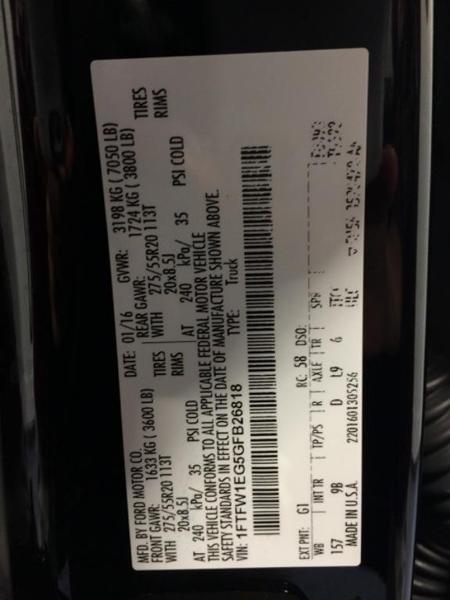 MFD. BY FORD MOTOR CO.
DATE: 01/16 GVWR: 3198 KG ( 7050 LB)
FRONT GAWR: 1633 KG (3600 LB) REAR GAWR: 1724 KG (3800 LB)
WITH 275/55R20 113T TIRES WITH 275/55R20 113T TIRES
20x8.5J RIMS 20x8.5J RIMS
AT 240 kPa/ 35 PSI COLD AT 240 kPa/ 35 PSI COLD
THIS VEHICLE CONFORMS TO ALL APPLICABLE FEDERAL MOTOR VEHICLE
SAFETY STANDARDS IN EFFECT ON THE DATE OF MANUFACTURE SHOWN ABOVE.
VIN: 1FTFW1EG5GFB26818 TYPE: Truck
EXT PNT: G1 RC: 58 DSO:
WB INT TR TP/PS R AXLE TR SPR
157 9B D L9 6
MADE IN U.S.A. 2201601305256